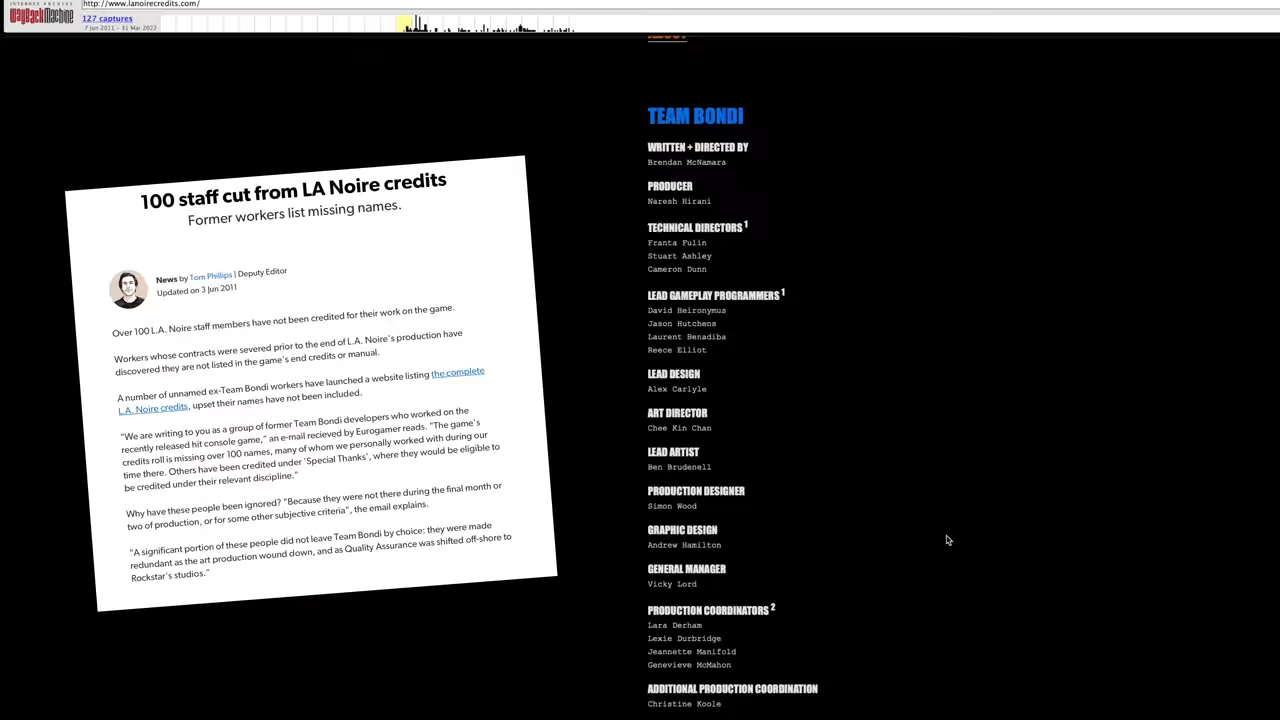 INTERNET ARCHIVE
WayBackMachine
http://www.lanoirecredits.com/
127 captures
7 Jun 2011 - 31 Mar 2022
100 staff cut from LA Noire credits
Former workers list missing names.
News by Tom Phillips | Deputy Editor
Updated on 3 Jun 2011
Over 100 L.A. Noire staff members have not been credited for their work on the game.
Workers whose contracts were severed prior to the end of L.A. Noire's production have
discovered they are not listed in the game's end credits or manual.
A number of unnamed ex-Team Bondi workers have launched a website listing the complete
L.A. Noire credits, upset their names have not been included.
"We are writing to you as a group of former Team Bondi developers who worked on the
recently released hit console game," an e-mail recieved by Eurogamer reads. "The game's
credits roll is missing over 100 names, many of whom we personally worked with during our
time there. Others have been credited under 'Special Thanks', where they would be eligible to
be credited under their relevant discipline."
Why have these people been ignored? "Because they were not there during the final month or
two of production, or for some other subjective criteria", the email explains.
"A significant portion of these people did not leave Team Bondi by choice: they were made
redundant as the art production wound down, and as Quality Assurance was shifted off-shore to
Rockstar's studios."
TEAM BONDI
WRITTEN + DIRECTED BY
Brendan McNamara
PRODUCER
Naresh Hirani
TECHNICAL DIRECTORS 1
Franta Fulin
Stuart Ashley
Cameron Dunn
LEAD GAMEPLAY PROGRAMMERS 1
David Heironymus
Jason Hutchens
Laurent Benadiba
Reece Elliot
LEAD DESIGN
Alex Carlyle
ART DIRECTOR
Chee Kin Chan
LEAD ARTIST
Ben Brudenell
PRODUCTION DESIGNER
Simon Wood
GRAPHIC DESIGN
Andrew Hamilton
GENERAL MANAGER
Vicky Lord
PRODUCTION COORDINATORS 2
Lara Derham
Lexie Durbridge
Jeannette Manifold
Genevieve McMahon
ADDITIONAL PRODUCTION COORDINATION
Christine Koole